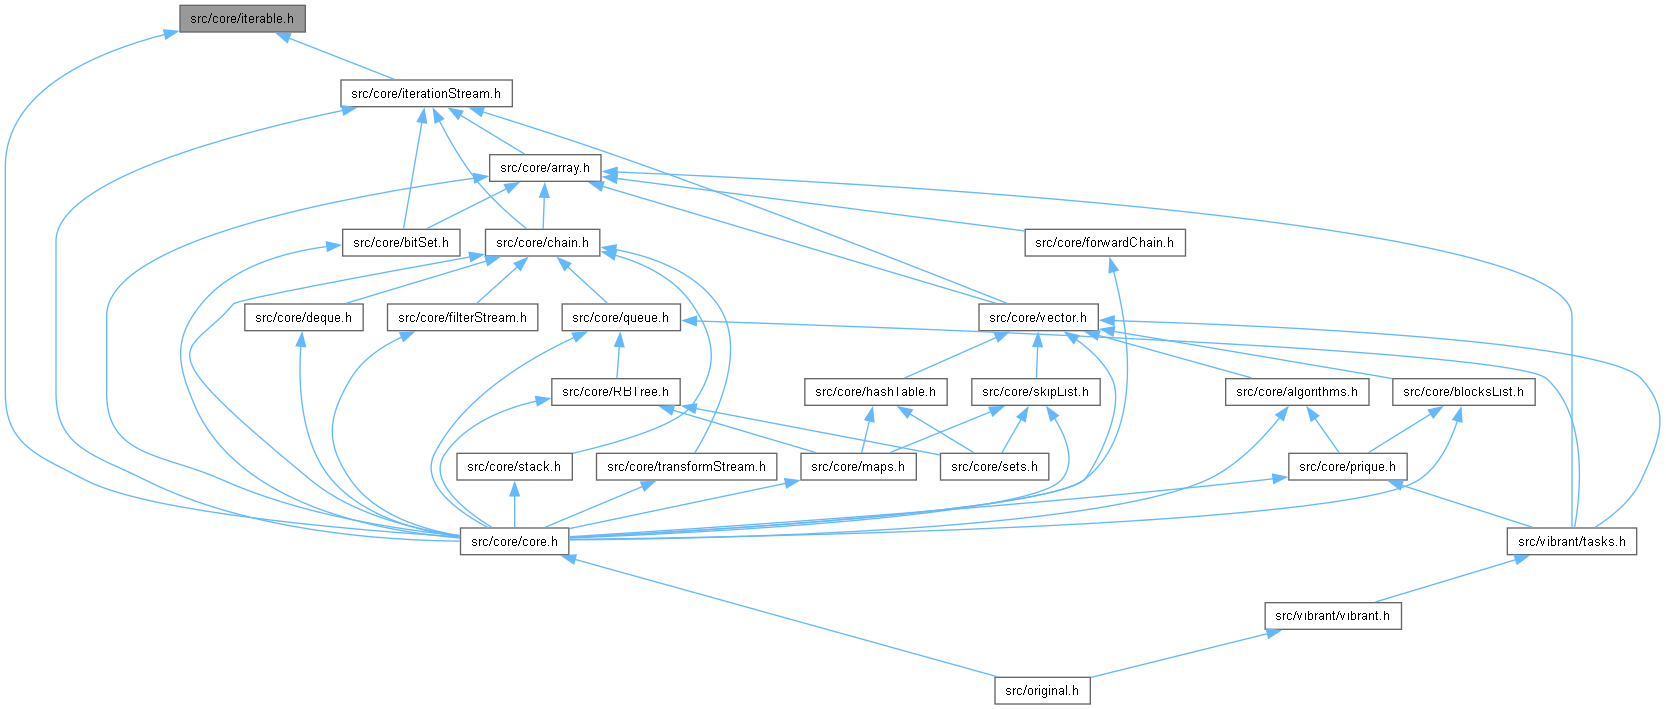 src/core/iterable.h
src/core/iterationStream.h
src/core/array.h
src/core/bitSet.h
src/core/chain.h
src/core/forwardChain.h
src/core/deque.h
src/core/filterStream.h
src/core/queue.h
src/core/vector.h
src/core/RBTree.h
src/core/hashTable.h
src/core/skipList.h
src/core/algorithms.h
src/core/blocksList.h
src/core/stack.h
src/core/transformStream.h
src/core/maps.h
src/core/sets.h
src/core/prique.h
src/core/core.h
src/vibrant/tasks.h
src/vibrant/vibrant.h
src/original.h